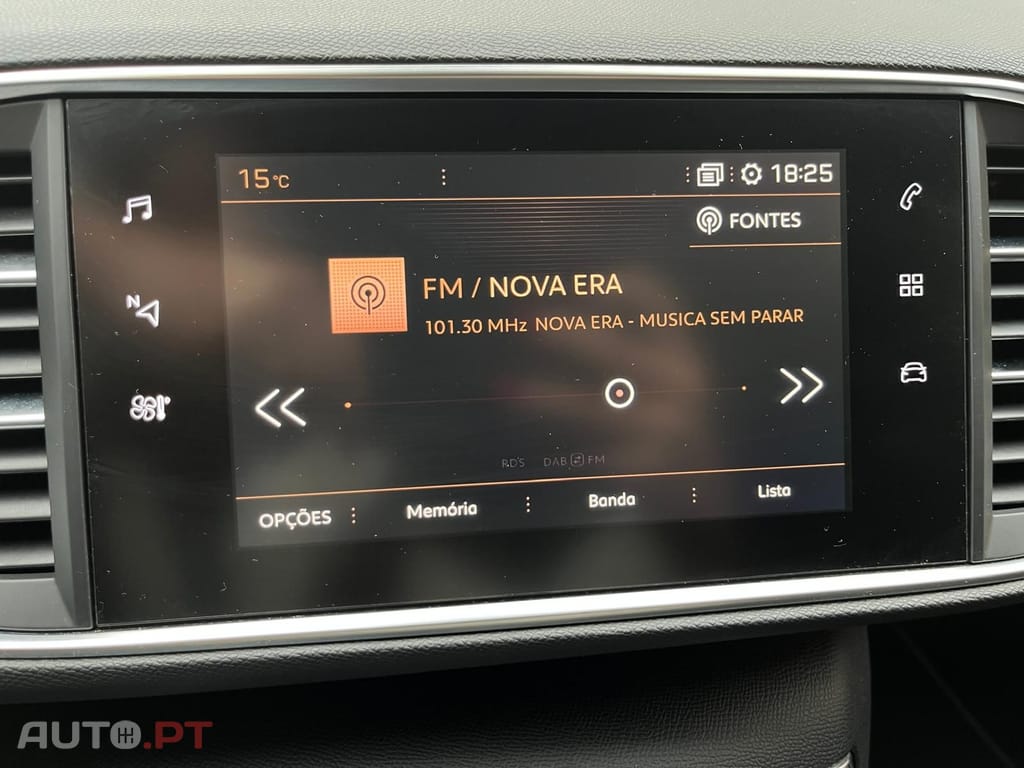 15°C
18:25
FONTES
FM / NOVA ERA
101.30 MHz NOVA ERA - MUSICA SEM PARAR
N
RDS DAB FM
OPÇÕES Memória Banda Lista
AUTO.PT